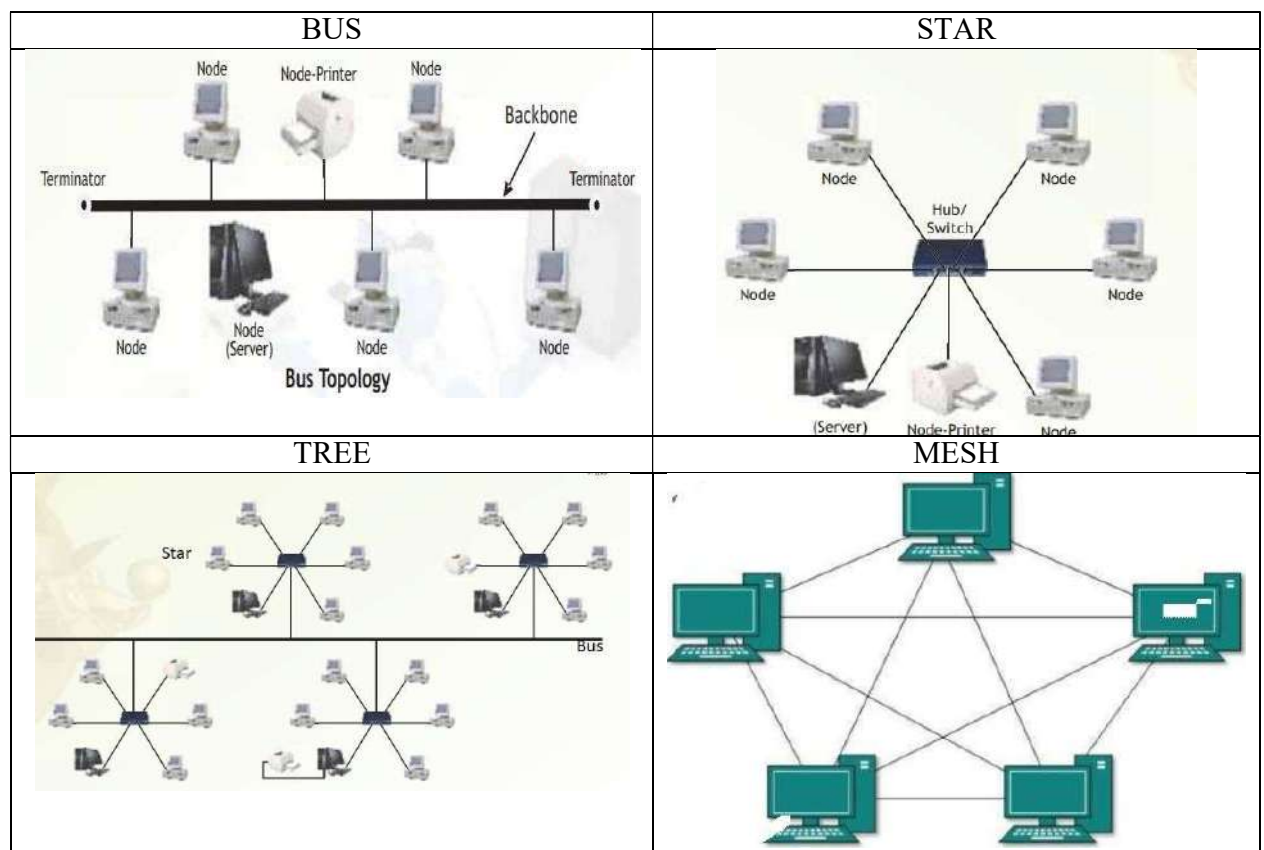 BUS
STAR
Node
Node-Printer
Node
Backbone
Terminator
Terminator
Node
Node
(Server)
Node
Node
Bus Topology
Node
Node
Hub/
Switch
Node
Node
(Server)
Node-Printer
Node
TREE
MESH
Star
Bus